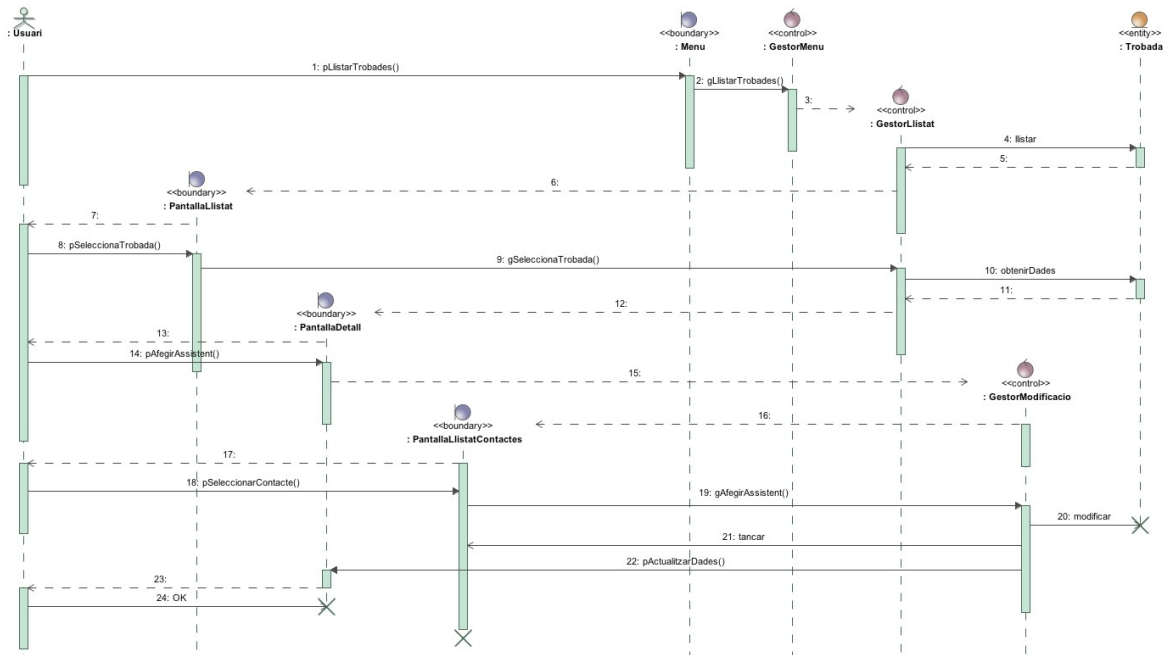 : Usuari
<<boundary>>
: Menu
<<control>>
: GestorMenu
<<entity>>
: Trobada
1: pLlistarTrobades()
2: gLlistarTrobades()
3:
<<control>>
: GestorLlistat
4: llistar
5:
6:
<<boundary>>
: PantallaLlistat
7:
8: pSeleccionaTrobada()
9: gSeleccionaTrobada()
10: obtenirDades
11:
12:
<<boundary>>
: PantallaDetall
13:
14: pAfegirAssistent()
15:
<<control>>
: GestorModificacio
16:
<<boundary>>
: PantallaLlistatContactes
17:
18: pSeleccionarContacte()
19: gAfegirAssistent()
20: modificar
21: tancar
22: pActualitzarDades()
23:
24: OK